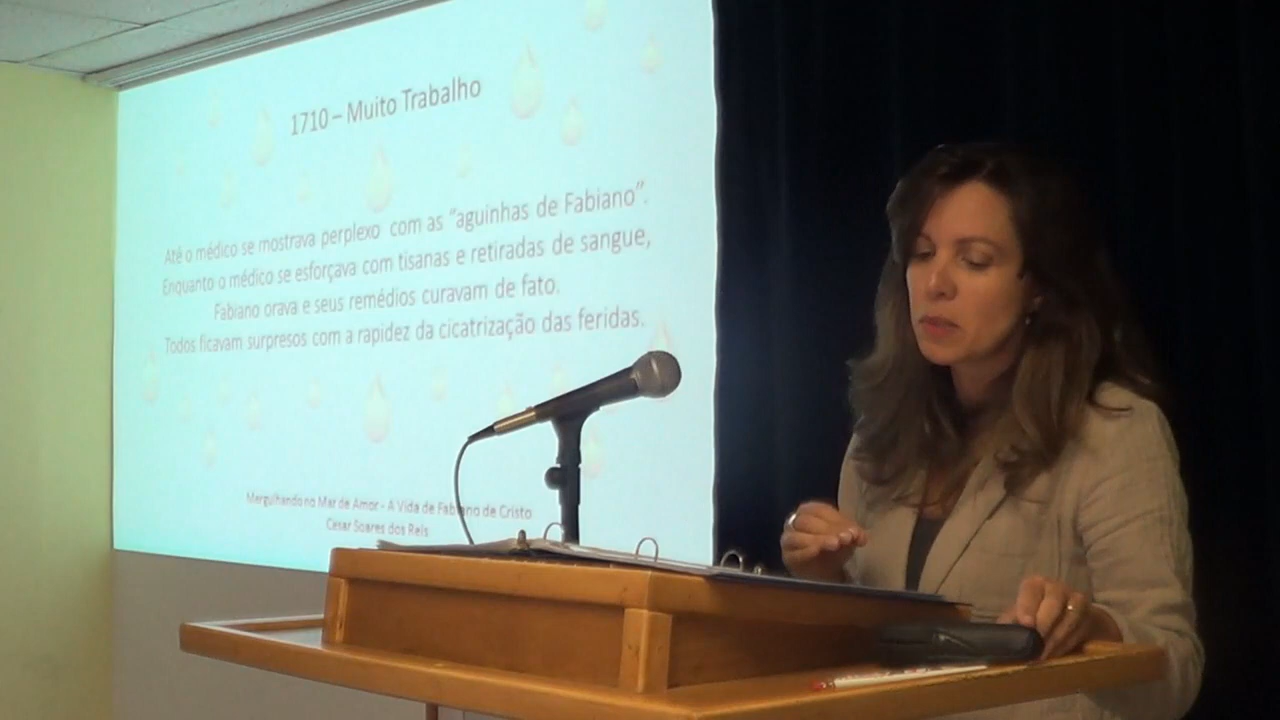 1710 – Muito Trabalho
Até o médico se mostrava perplexo com as “aguinhas de Fabiano”.
Enquanto o médico se esforçava com tisanas e retiradas de sangue,
Fabiano orava e seus remédios curavam de fato.
Todos ficavam surpresos com a rapidez da cicatrização das feridas.
Mergulhando no Mar de Amor - A Vida de Fabiano de Cristo
César Soares dos Reis